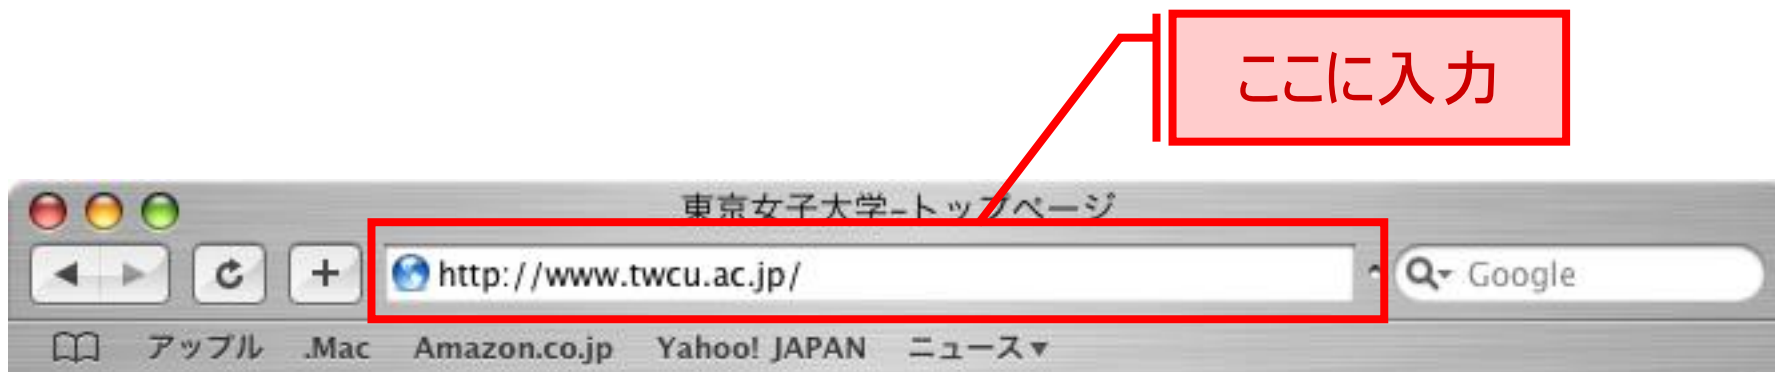 ここに入力
東京女子大学–トップページ
http://www.twcu.ac.jp/
Google
アップル .Mac Amazon.co.jp Yahoo! JAPAN ニュース▼